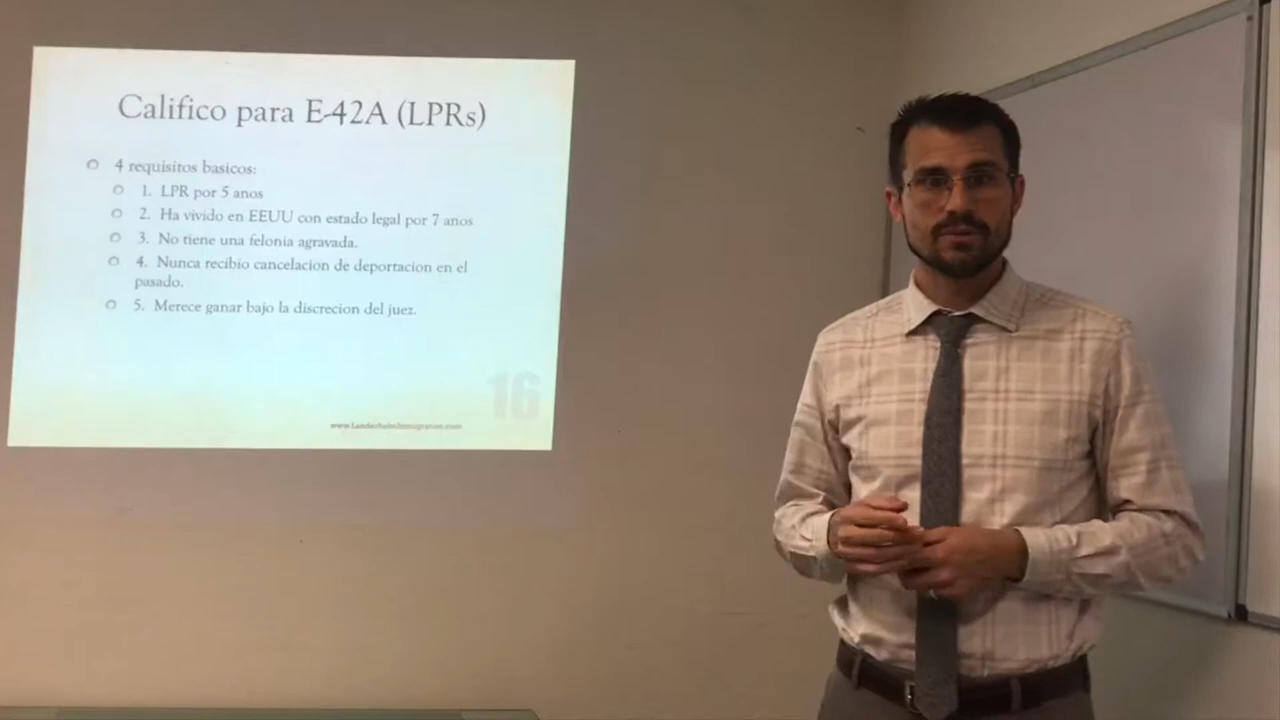 Califico para E-42A (LPRs)
4 requisitos basicos:
1. LPR por 5 anos
2. Ha vivido en EEUU con estado legal por 7 anos
3. No tiene una felonia agravada.
4. Nunca recibio cancelacion de deportacion en el
pasado.
5. Merece ganar bajo la discrecion del juez.
16